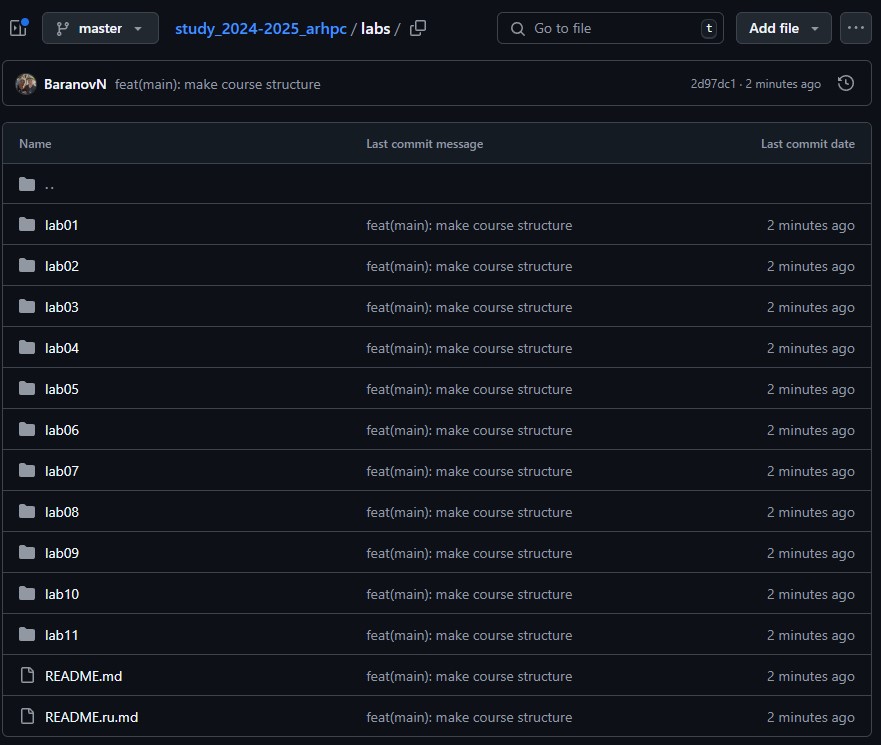 master study_2024-2025_arhpc / labs / Go to file t Add file ...
BaranovN feat(main): make course structure 2d97dc1 · 2 minutes ago
Name Last commit message Last commit date
..
lab01 feat(main): make course structure 2 minutes ago
lab02 feat(main): make course structure 2 minutes ago
lab03 feat(main): make course structure 2 minutes ago
lab04 feat(main): make course structure 2 minutes ago
lab05 feat(main): make course structure 2 minutes ago
lab06 feat(main): make course structure 2 minutes ago
lab07 feat(main): make course structure 2 minutes ago
lab08 feat(main): make course structure 2 minutes ago
lab09 feat(main): make course structure 2 minutes ago
lab10 feat(main): make course structure 2 minutes ago
lab11 feat(main): make course structure 2 minutes ago
README.md feat(main): make course structure 2 minutes ago
README.ru.md feat(main): make course structure 2 minutes ago